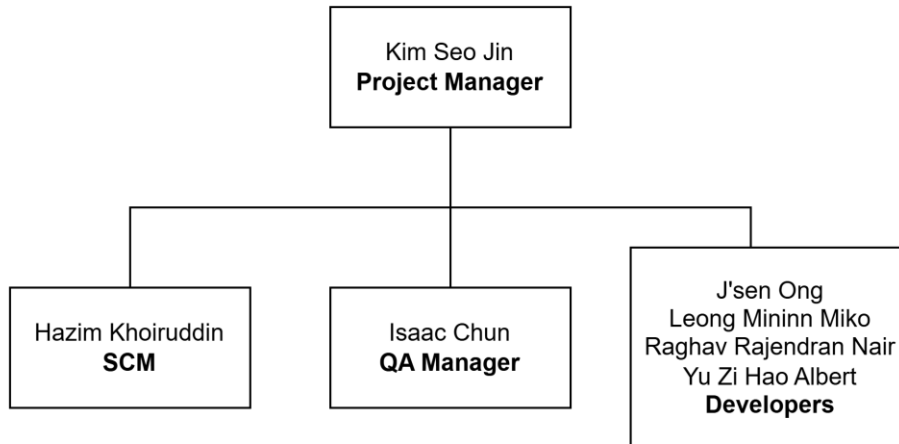 Kim Seo Jin
Project Manager
Hazim Khoiruddin
SCM
Isaac Chun
QA Manager
J'sen Ong
Leong Mininn Miko
Raghav Rajendran Nair
Yu Zi Hao Albert
Developers